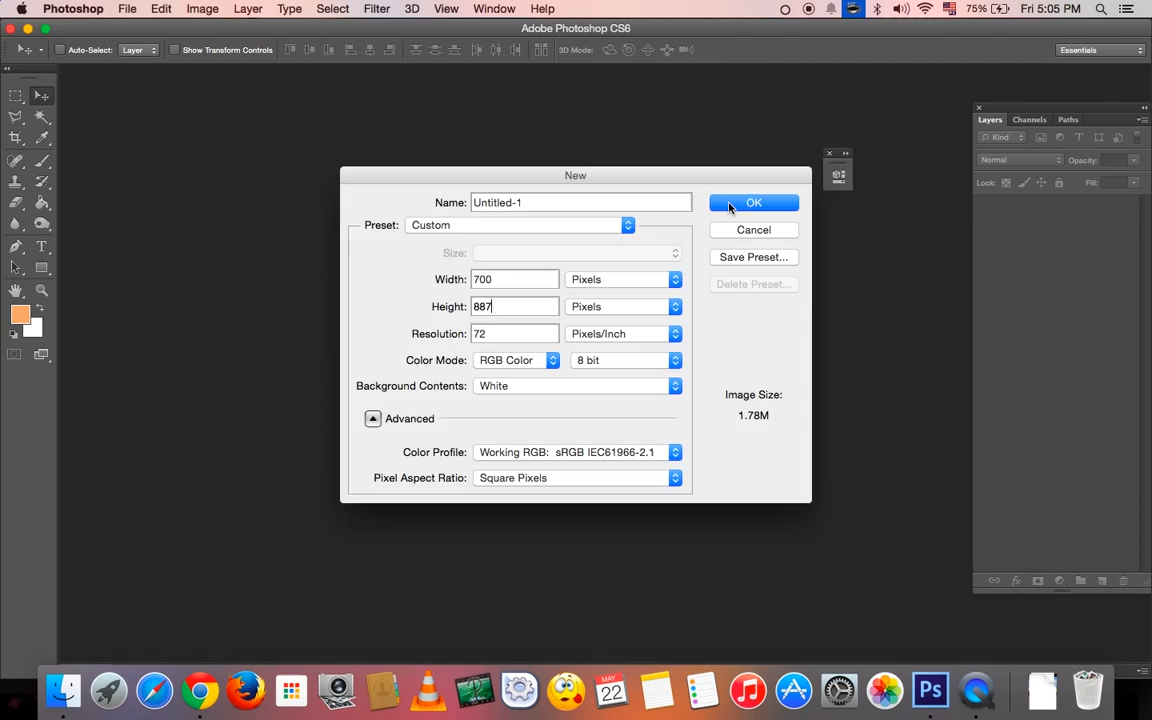 Photoshop File Edit Image Layer Type Select Filter 3D View Window Help 75% Fri 5:05 PM
Adobe Photoshop CS6
Auto-Select: Layer Show Transform Controls 3D Mode: Essentials
Layers Channels Paths
Kind
Normal Opacity:
Lock: Fill:
New
Name: Untitled-1 OK
Preset: Custom Cancel
Size: Save Preset...
Width: 700 Pixels Delete Preset...
Height: 887 Pixels
Resolution: 72 Pixels/Inch
Color Mode: RGB Color 8 bit
Background Contents: White Image Size:
1.78M
Advanced
Color Profile: Working RGB: sRGB IEC61966-2.1
Pixel Aspect Ratio: Square Pixels
MAY
22
Ps